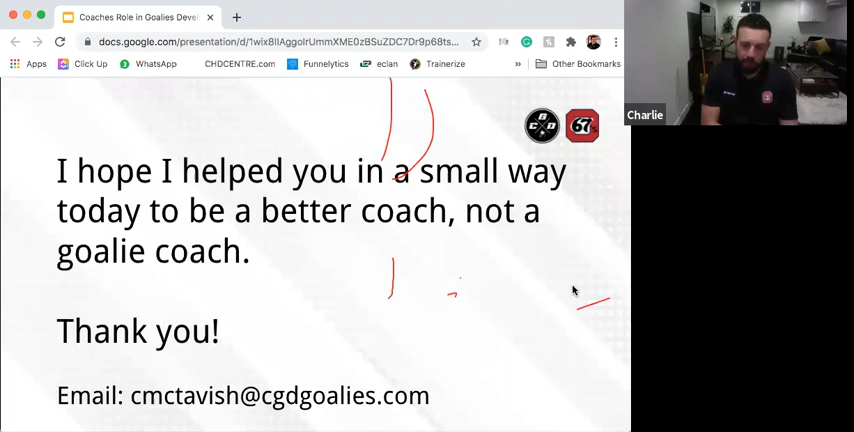 Coaches Role in Goalies Devel
docs.google.com/presentation/d/1wix8IIAggolrUmmXME0zBSuZDC7Dr9p68ts...
Apps
Click Up
WhatsApp
CHDCENTRE.com
Funnelytics
eclan
Trainerize
»
Other Bookmarks
Charlie
G
C D
67's
I hope I helped you in a small way
today to be a better coach, not a
goalie coach.
Thank you!
Email: cmctavish@cgdgoalies.com